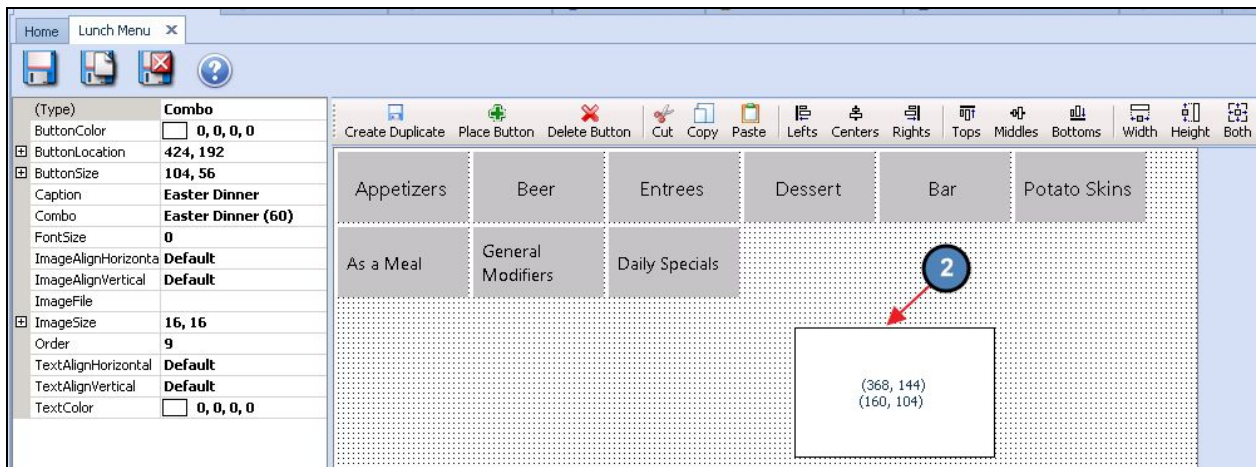 Home Lunch Menu X
(Type) Combo
ButtonColor 0, 0, 0, 0
ButtonLocation 424, 192
ButtonSize 104, 56
Caption Easter Dinner
Combo Easter Dinner (60)
FontSize 0
ImageAlignHorizonta Default
ImageAlignVertical Default
ImageFile
ImageSize 16, 16
Order 9
TextAlignHorizontal Default
TextAlignVertical Default
TextColor 0, 0, 0, 0
Create Duplicate Place Button Delete Button Cut Copy Paste Lefts Centers Rights Tops Middles Bottoms Width Height Both
Appetizers Beer Entrees Dessert Bar Potato Skins
As a Meal General Modifiers Daily Specials
2
(368, 144)
(160, 104)